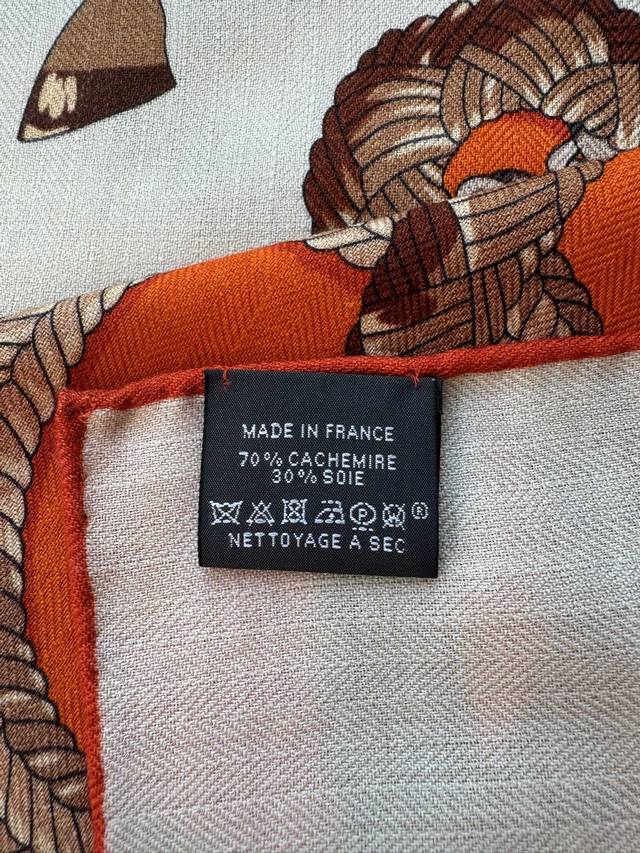 MADE IN FRANCE
70% CACHEMIRE
30% SOIE
®
NETTOYAGE A SEC